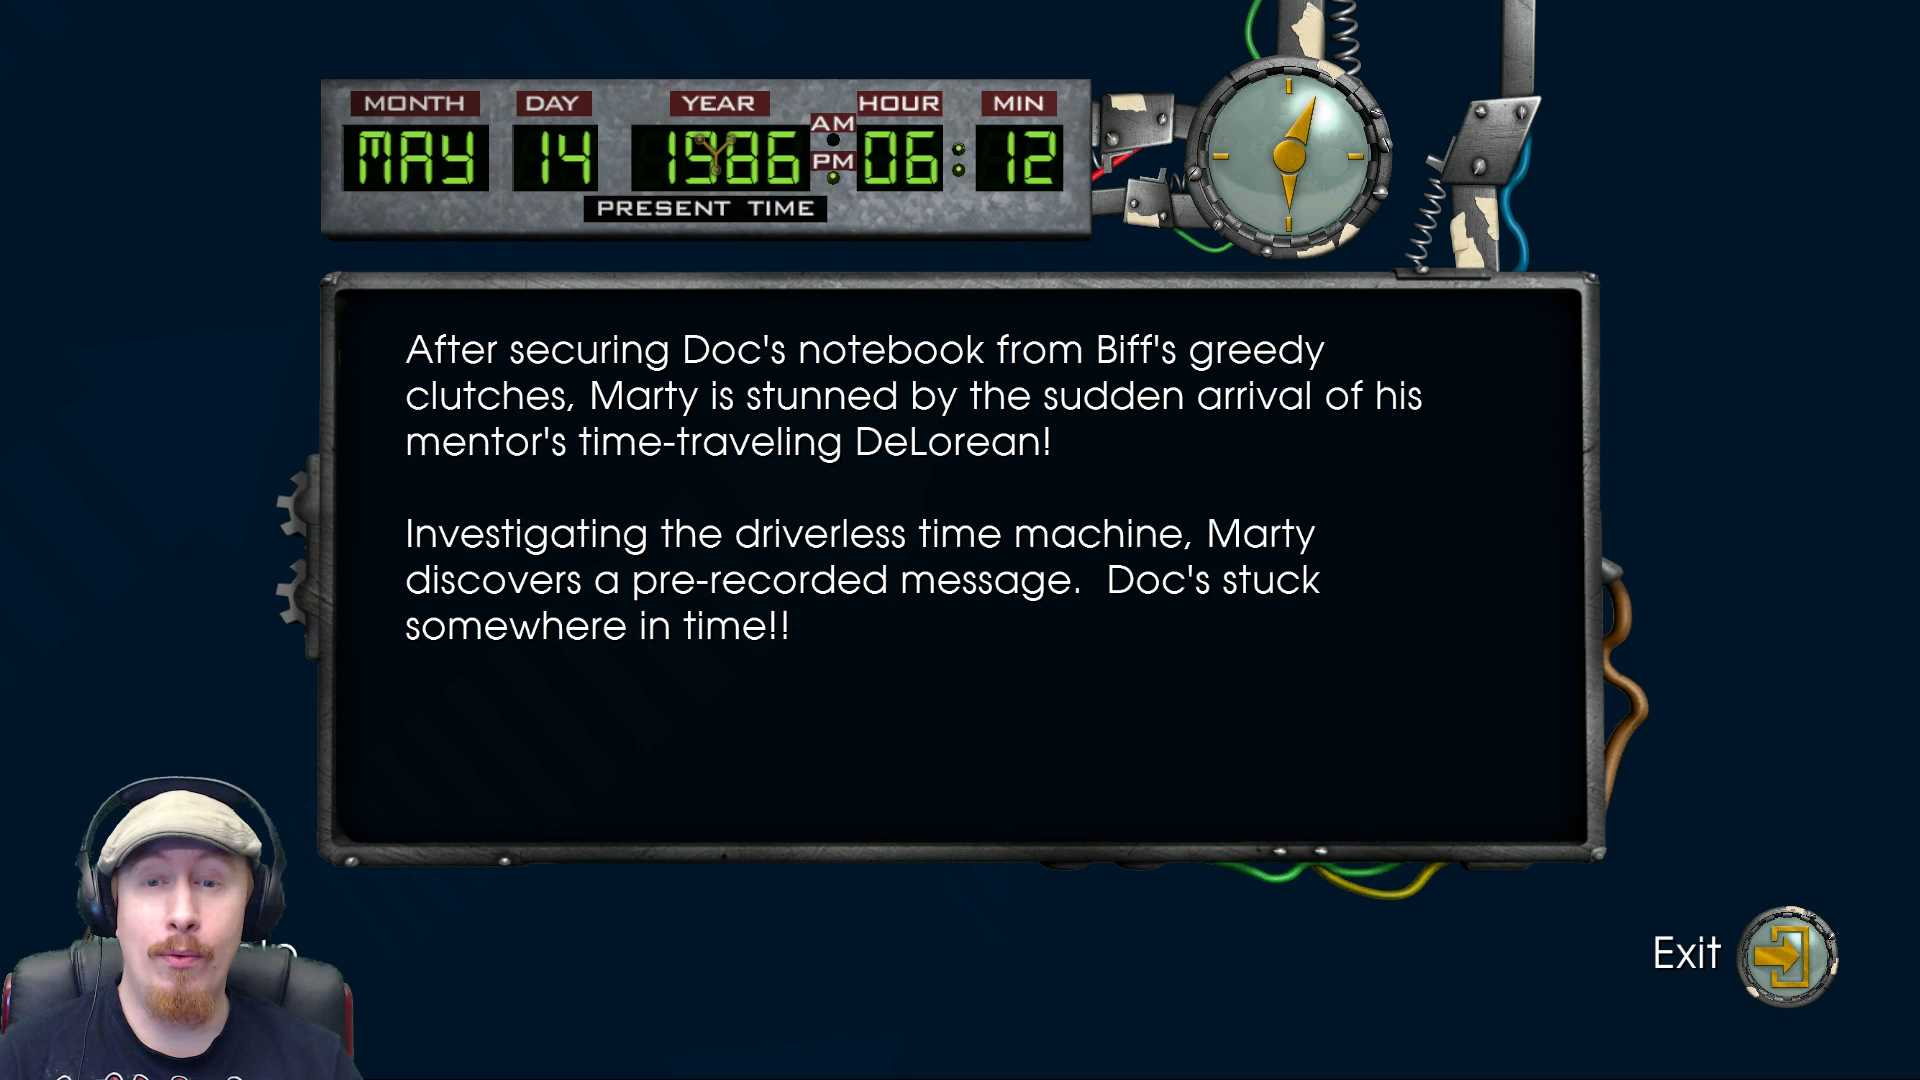 MONTH DAY YEAR HOUR MIN
AM
MAY 14 1986 06:12
PM
PRESENT TIME
After securing Doc's notebook from Biff's greedy
clutches, Marty is stunned by the sudden arrival of his
mentor's time-traveling DeLorean!
Investigating the driverless time machine, Marty
discovers a pre-recorded message.  Doc's stuck
somewhere in time!!
Exit